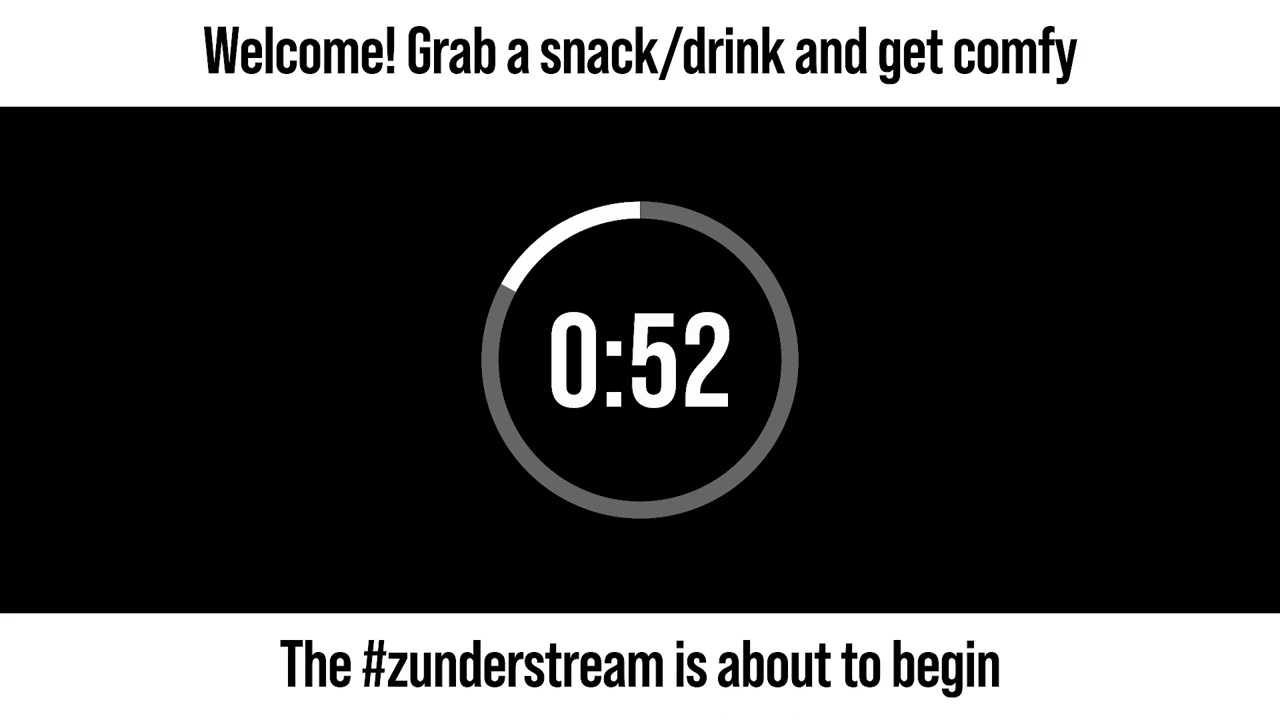 Welcome! Grab a snack/drink and get comfy
0:52
The #zunderstream is about to begin